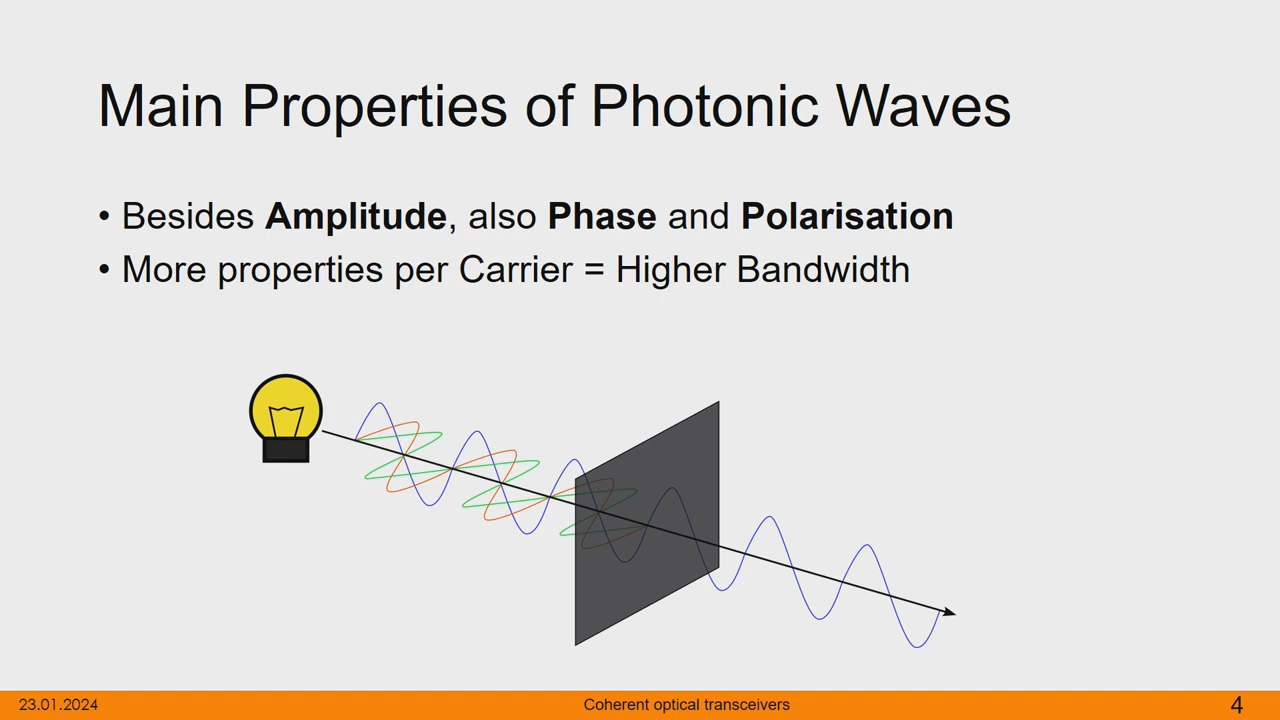 Main Properties of Photonic Waves
• Besides Amplitude, also Phase and Polarisation
• More properties per Carrier = Higher Bandwidth
23.01.2024
Coherent optical transceivers
4